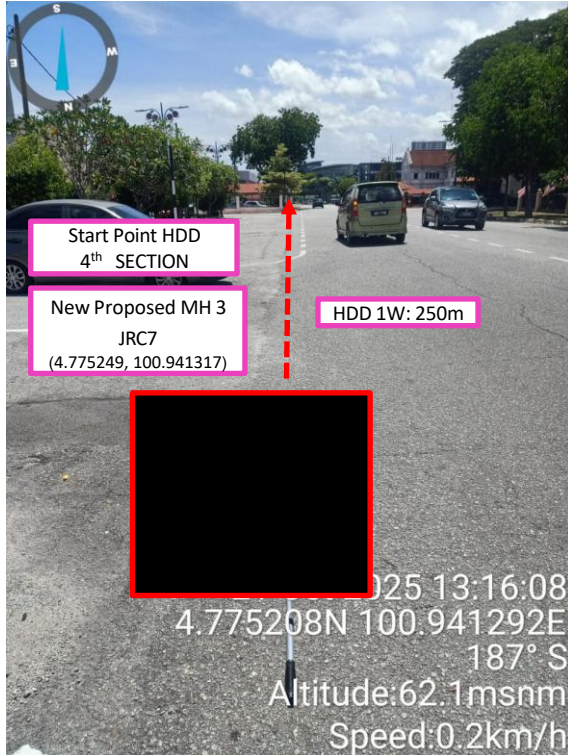 S
W
E
N
Start Point HDD
4th SECTION
New Proposed MH 3
JRC7
(4.775249, 100.941317)
HDD 1W: 250m
2025 13:16:08
4.775208N 100.941292E
187° S
Altitude:62.1msnm
Speed:0.2km/h